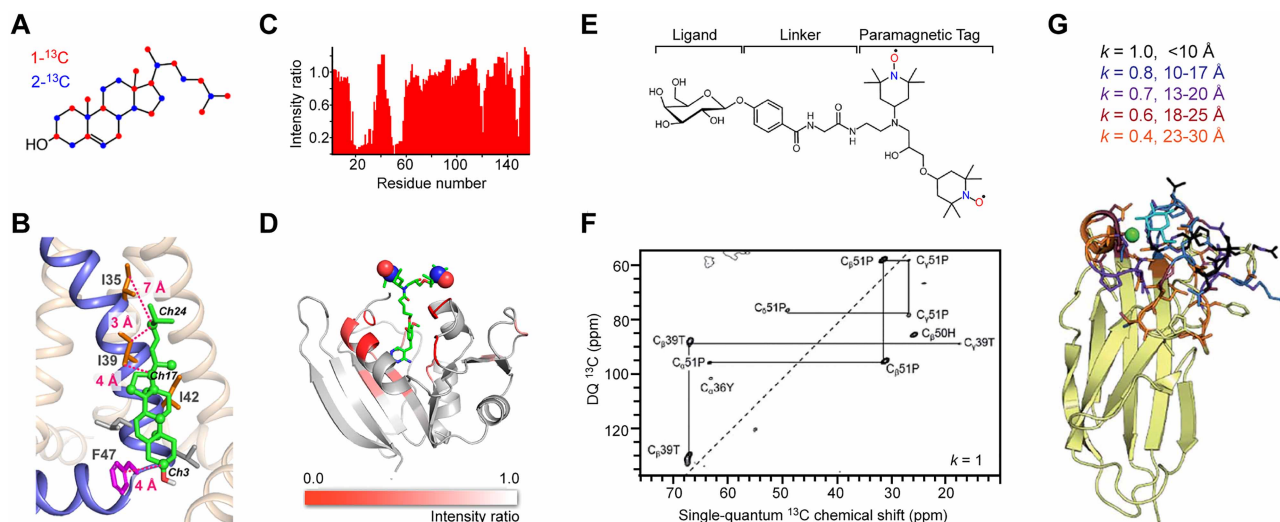 A
1-¹³C
2-¹³C
HO
B
I35
7 Å
Ch24
3 Å
I39
4 Å
Ch17
I42
F47
Ch3
4 Å
C
Intensity ratio
1.0
0.6
0.2
20
60
100
140
Residue number
D
0.0
1.0
Intensity ratio
E
Ligand
Linker
Paramagnetic Tag
OH
OH
O
O
HO
OH
O
H
N
O
O
N
H
N
OH
O
N
O
N
O
F
DQ ¹³C (ppm)
60
80
100
120
Cβ51P
Cγ51P
Cδ51P
Cγ51P
Cβ50H
Cβ39T
Cγ39T
Cα51P
Cβ51P
Cα36Y
Cβ39T
k = 1
70
60
50
40
30
20
10
Single-quantum ¹³C chemical shift (ppm)
G
k = 1.0, <10 Å
k = 0.8, 10-17 Å
k = 0.7, 13-20 Å
k = 0.6, 18-25 Å
k = 0.4, 23-30 Å